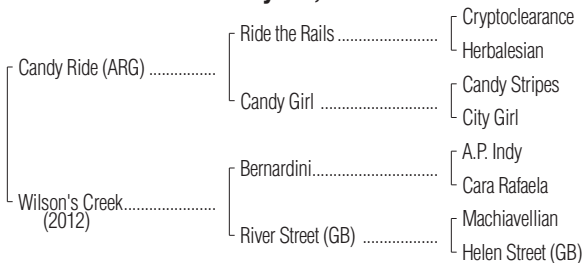 Cryptoclearance
Ride the Rails ........................
Herbalesian
Candy Ride (ARG) ................
Candy Stripes
Candy Girl ............................
City Girl
A.P. Indy
Bernardini..............................
Cara Rafaela
Wilson's Creek......................
(2012)
Machiavellian
River Street (GB) ..................
Helen Street (GB)